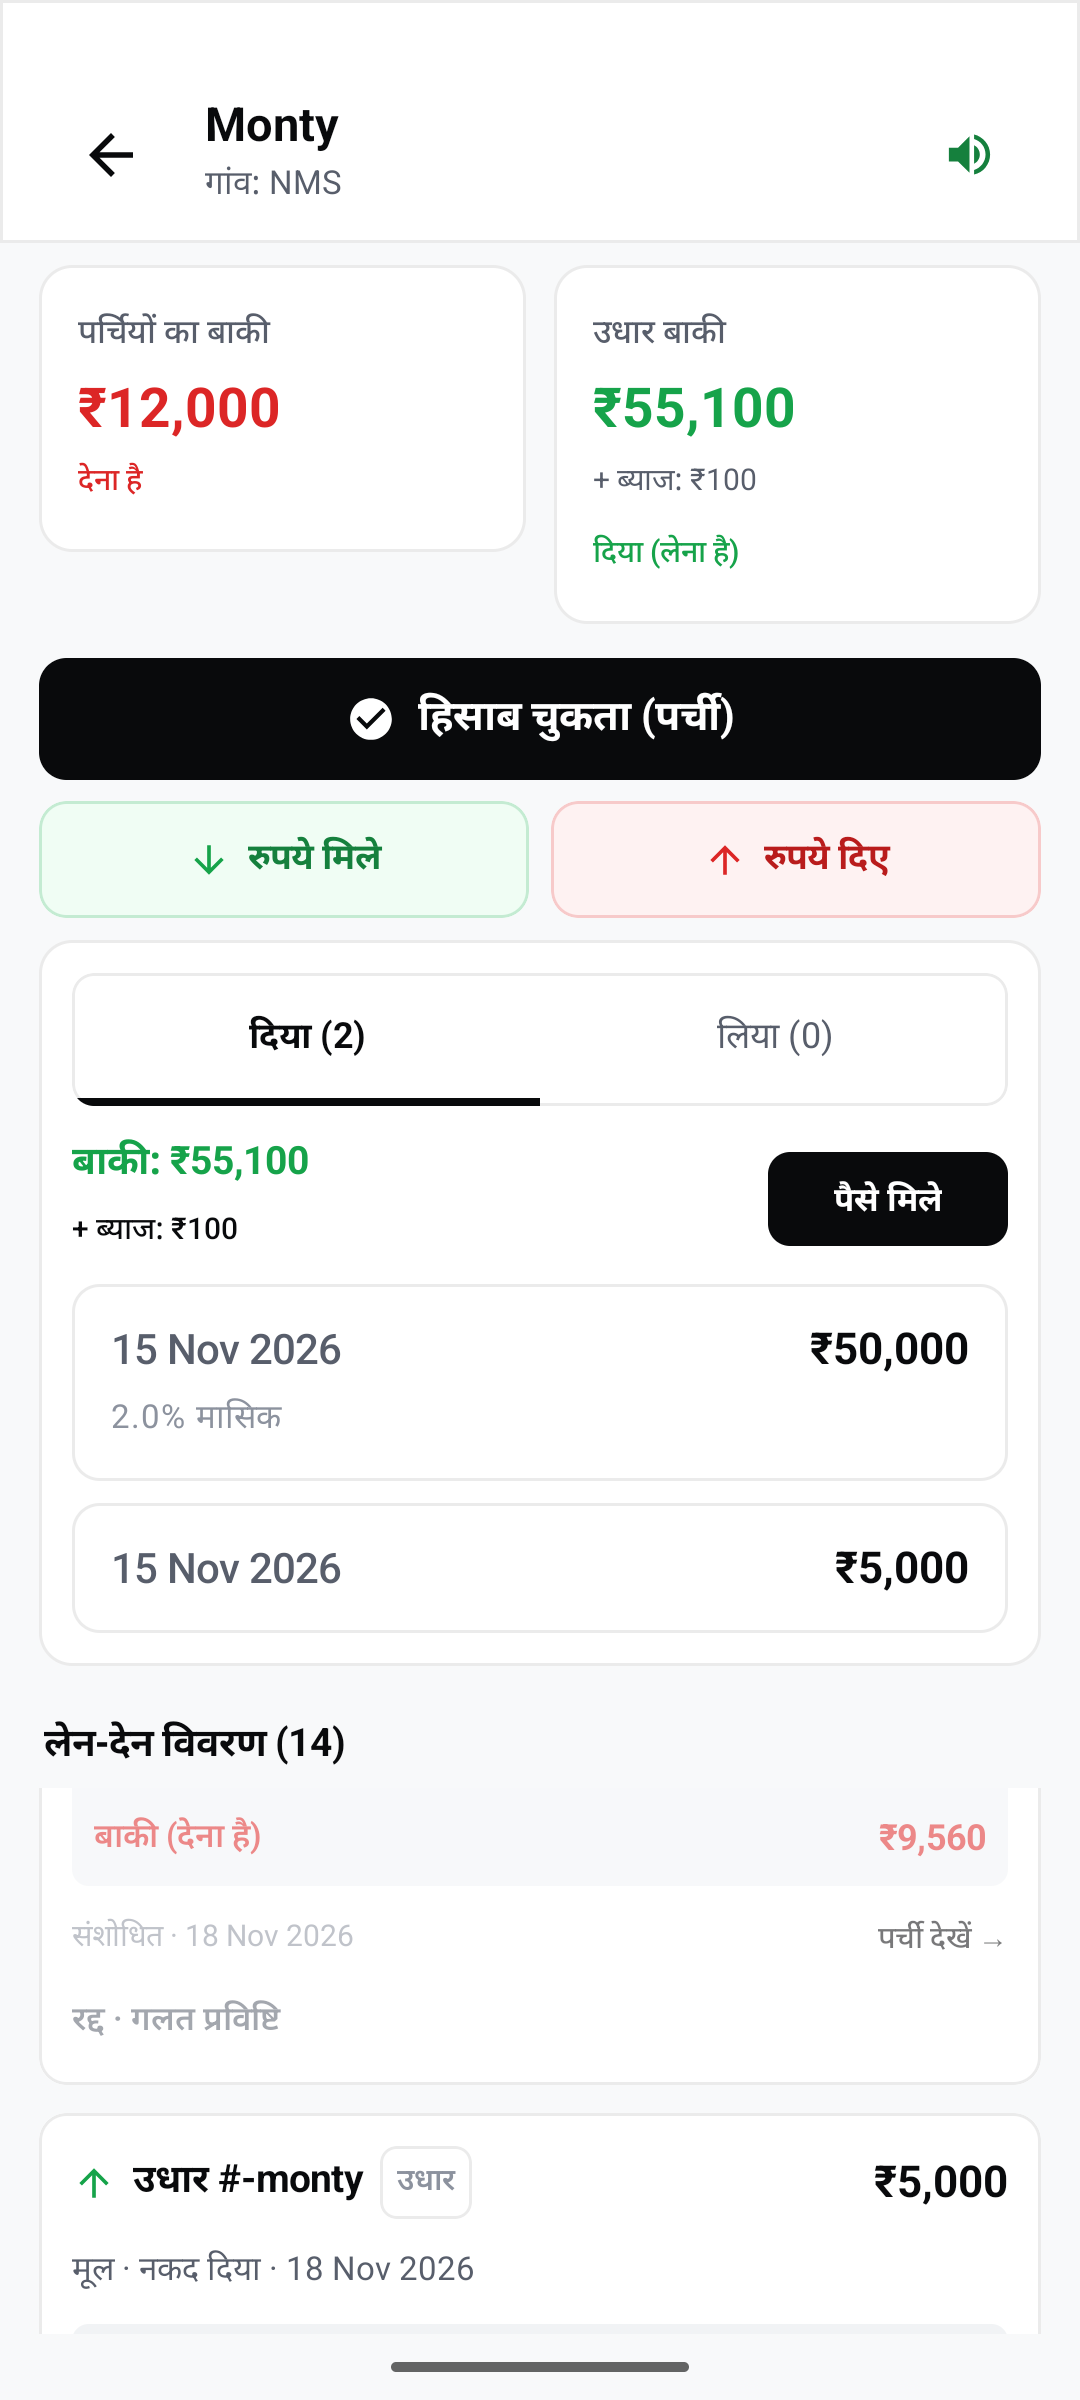 Monty
गांव: NMS
पर्चियों का बाकी
₹12,000
देना है
उधार बाकी
₹55,100
+ ब्याज: ₹100
दिया (लेना है)
हिसाब चुकता (पर्ची)
रुपये मिले
रुपये दिए
दिया (2)
लिया (0)
बाकी: ₹55,100
+ ब्याज: ₹100
पैसे मिले
15 Nov 2026
₹50,000
2.0% मासिक
15 Nov 2026
₹5,000
लेन-देन विवरण (14)
बाकी (देना है)
₹9,560
संशोधित · 18 Nov 2026
पर्ची देखें →
रद्द · गलत प्रविष्टि
उधार #-monty
उधार
₹5,000
मूल · नकद दिया · 18 Nov 2026